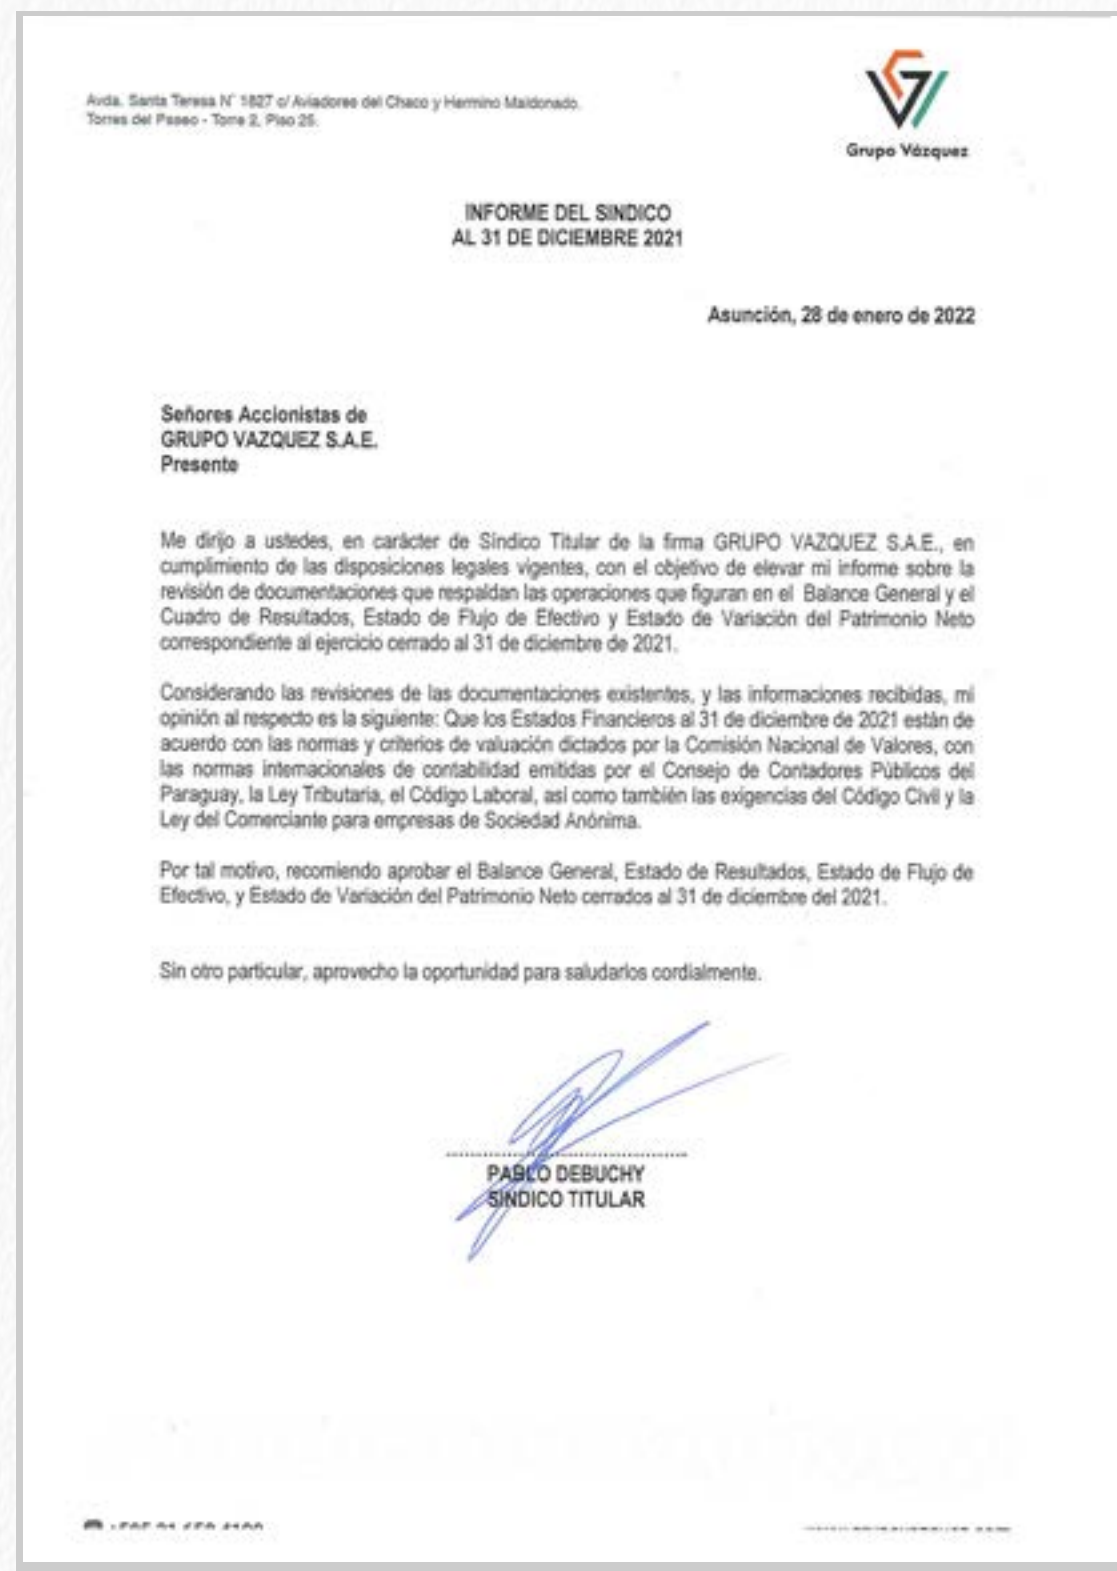 Avda. Santa Teresa N° 1827 c/ Aviadores del Chaco y Hermino Maldonado.
Torres del Paseo - Torre 2, Piso 25.
Grupo Vázquez
INFORME DEL SINDICO
AL 31 DE DICIEMBRE 2021
Asunción, 28 de enero de 2022
Señores Accionistas de
GRUPO VAZQUEZ S.A.E.
Presente
Me dirijo a ustedes, en carácter de Síndico Titular de la firma GRUPO VAZQUEZ S.A.E., en
cumplimiento de las disposiciones legales vigentes, con el objetivo de elevar mi informe sobre la
revisión de documentaciones que respaldan las operaciones que figuran en el Balance General y el
Cuadro de Resultados, Estado de Flujo de Efectivo y Estado de Variación del Patrimonio Neto
correspondiente al ejercicio cerrado al 31 de diciembre de 2021.
Considerando las revisiones de las documentaciones existentes, y las informaciones recibidas, mi
opinión al respecto es la siguiente: Que los Estados Financieros al 31 de diciembre de 2021 están de
acuerdo con las normas y criterios de valuación dictados por la Comisión Nacional de Valores, con
las normas internacionales de contabilidad emitidas por el Consejo de Contadores Públicos del
Paraguay, la Ley Tributaria, el Código Laboral, así como también las exigencias del Código Civil y la
Ley del Comerciante para empresas de Sociedad Anónima.
Por tal motivo, recomiendo aprobar el Balance General, Estado de Resultados, Estado de Flujo de
Efectivo, y Estado de Variación del Patrimonio Neto cerrados al 31 de diciembre del 2021.
Sin otro particular, aprovecho la oportunidad para saludarlos cordialmente.
PABLO DEBUCHY
SINDICO TITULAR